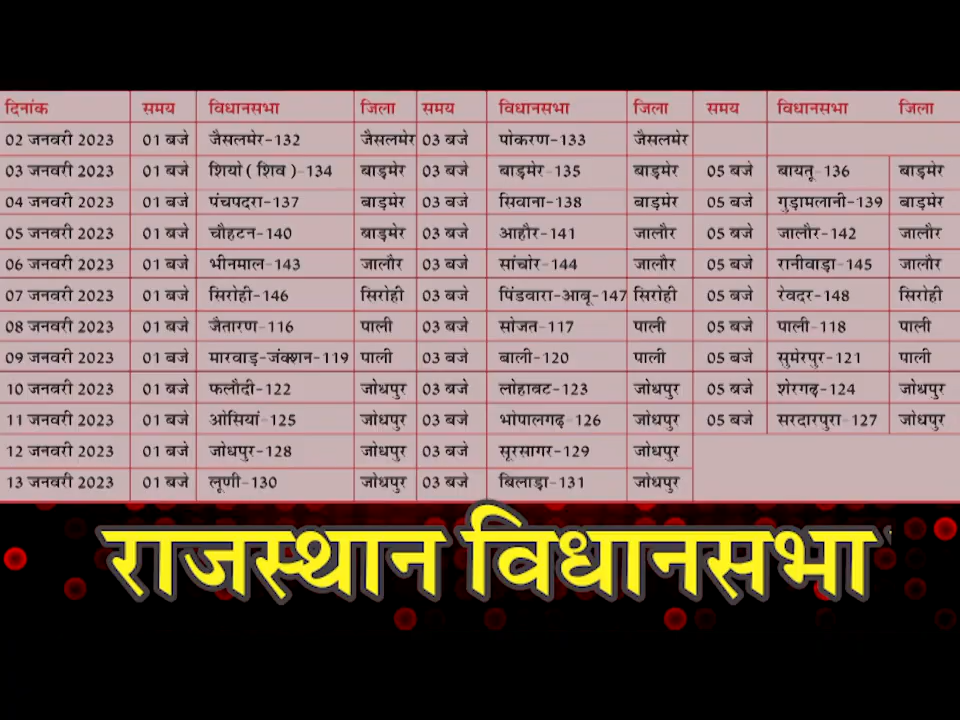 दिनांक समय विधानसभा जिला समय विधानसभा जिला समय विधानसभा जिला
02 जनवरी 2023 01 बजे जैसलमेर-132 जैसलमेर 03 बजे पोकरण-133 जैसलमेर
03 जनवरी 2023 01 बजे शियो ( शिव )-134 बाड़मेर 03 बजे बाड़मेर-135 बाड़मेर 05 बजे बायतू-136 बाड़मेर
04 जनवरी 2023 01 बजे पंचपदरा-137 बाड़मेर 03 बजे सिवाना-138 बाड़मेर 05 बजे गुड़ामलानी-139 बाड़मेर
05 जनवरी 2023 01 बजे चौहटन-140 बाड़मेर 03 बजे आहौर-141 जालौर 05 बजे जालौर-142 जालौर
06 जनवरी 2023 01 बजे भीनमाल-143 जालौर 03 बजे सांचोर-144 जालौर 05 बजे रानीवाड़ा-145 जालौर
07 जनवरी 2023 01 बजे सिरोही-146 सिरोही 03 बजे पिंडवारा-आबू-147 सिरोही 05 बजे रेवदर-148 सिरोही
08 जनवरी 2023 01 बजे जैतारण-116 पाली 03 बजे सोजत-117 पाली 05 बजे पाली-118 पाली
09 जनवरी 2023 01 बजे मारवाड़-जंक्शन-119 पाली 03 बजे बाली-120 पाली 05 बजे सुमेरपुर-121 पाली
10 जनवरी 2023 01 बजे फलौदी-122 जोधपुर 03 बजे लोहावट-123 जोधपुर 05 बजे शेरगढ़-124 जोधपुर
11 जनवरी 2023 01 बजे ओसियां-125 जोधपुर 03 बजे भोपालगढ़-126 जोधपुर 05 बजे सरदारपुरा-127 जोधपुर
12 जनवरी 2023 01 बजे जोधपुर-128 जोधपुर 03 बजे सूरसागर-129 जोधपुर
13 जनवरी 2023 01 बजे लूणी-130 जोधपुर 03 बजे बिलाड़ा-131 जोधपुर
राजस्थान विधानसभा